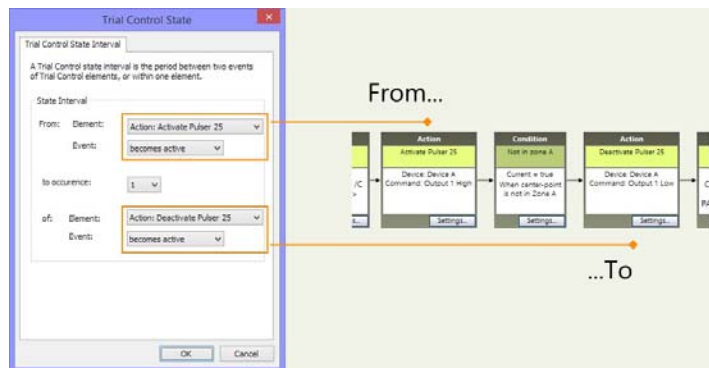 Trial Control State
Trial Control State Interval
A Trial Control state interval is the period between two events
of Trial Control elements, or within one element.
State Interval
From: Element: Action: Activate Pulser 25
Event: becomes active
to occurence: 1
of: Element: Action: Deactivate Pulser 25
Event: becomes active
OK Cancel
From...
Action
Activate Pulser 25
Device: Device A
Command: Output 1 High
Settings...
Condition
Not in zone A
Current = true
When center-point
is not in Zone A
Settings...
Action
Deactivate Pulser 25
Device: Device A
Command: Output 1 Low
Settings...
...To